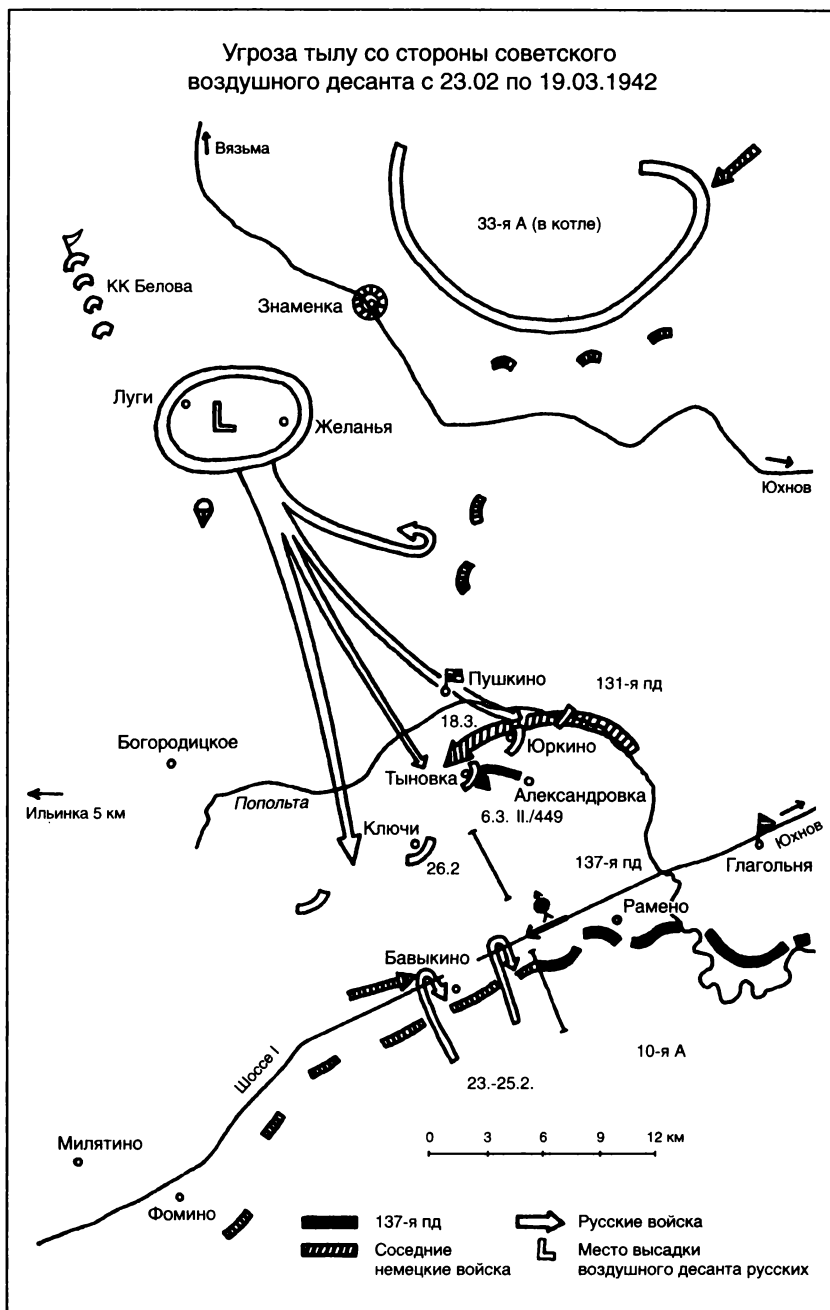 Угроза тылу со стороны советского
воздушного десанта с 23.02 по 19.03.1942
Вязьма
33-я А (в котле)
КК Белова
Знаменка
Луги
L
Желанья
Юхнов
Пушкино
131-я пд
18.3.
Юркино
Богородицкое
Тыновка
Александровка
Ильинка 5 км
Попольта
6.3. II./449
Ключи
Юхнов
26.2
137-я пд
Глагольня
Рамено
Бавыкино
Шоссе I
10-я А
23.-25.2.
0 3 6 9 12 км
Милятино
Фомино
137-я пд
Русские войска
Соседние
немецкие войска
L Место высадки
воздушного десанта русских